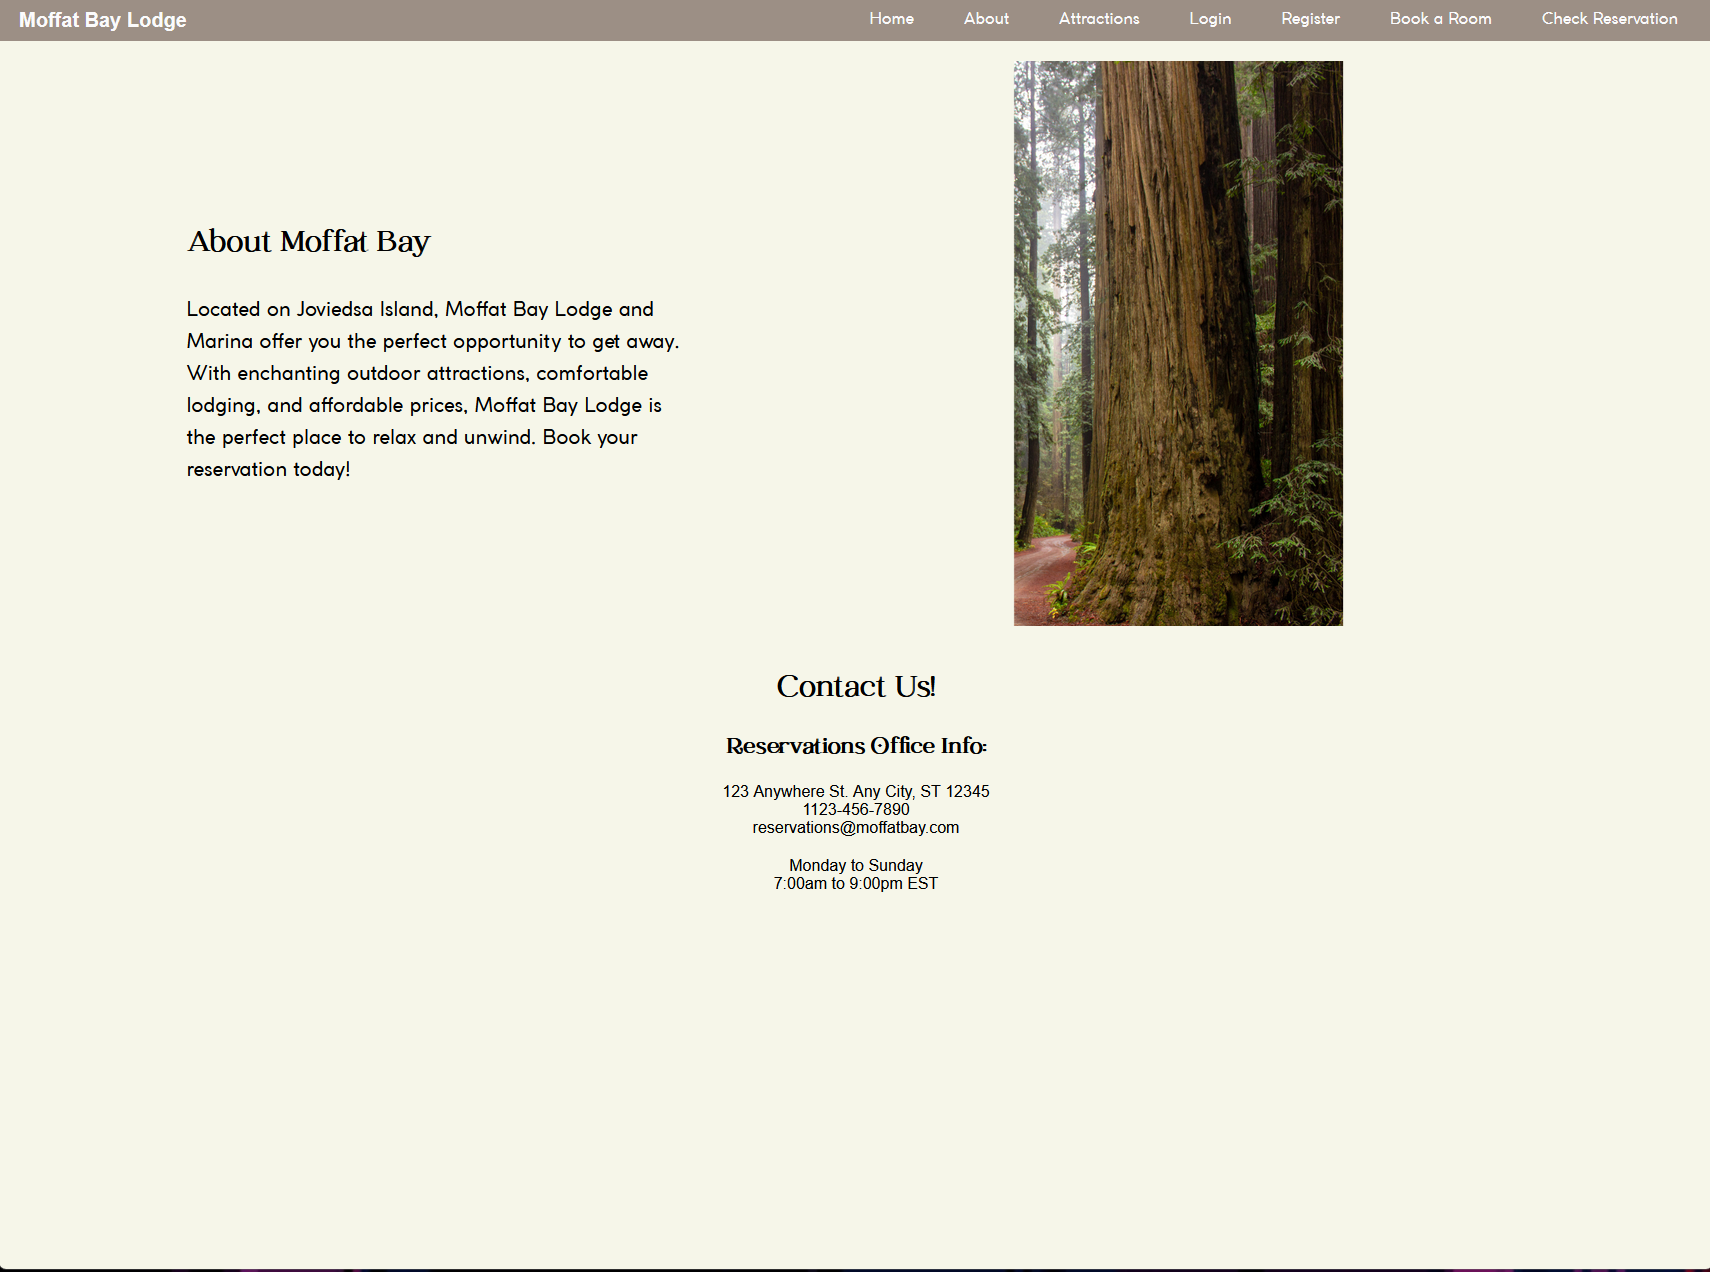 Moffat Bay Lodge
Home About Attractions Login Register Book a Room Check Reservation
About Moffat Bay
Located on Joviedsa Island, Moffat Bay Lodge and
Marina offer you the perfect opportunity to get away.
With enchanting outdoor attractions, comfortable
lodging, and affordable prices, Moffat Bay Lodge is
the perfect place to relax and unwind. Book your
reservation today!
Contact Us!
Reservations Office Info:
123 Anywhere St. Any City, ST 12345
1123-456-7890
reservations@moffatbay.com
Monday to Sunday
7:00am to 9:00pm EST